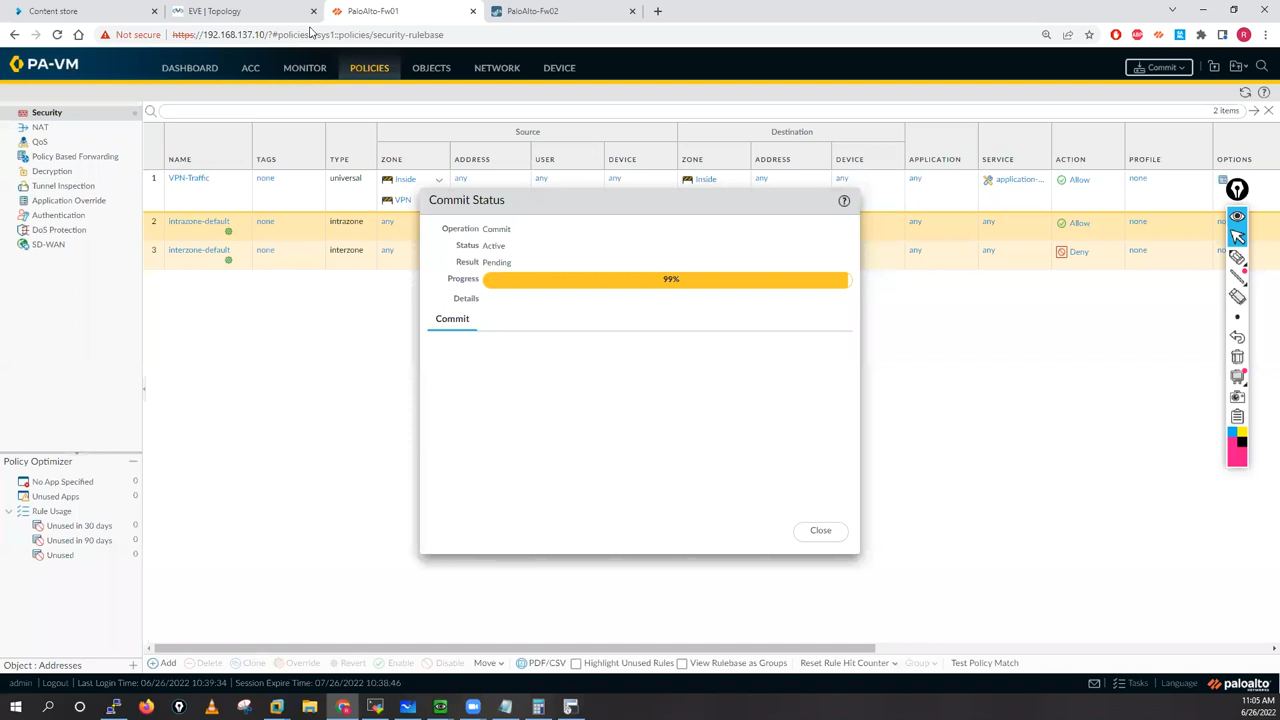 Content store
EVE | Topology
PaloAlto-Fw01
PaloAlto-Fw02
Not secure
https://192.168.137.10/?#policies::vsys1::policies/security-rulebase
R
PA-VM
DASHBOARD ACC MONITOR POLICIES OBJECTS NETWORK DEVICE
Commit
Security
NAT
QoS
Policy Based Forwarding
Decryption
Tunnel Inspection
Application Override
Authentication
DoS Protection
SD-WAN
2 items
Source Destination
NAME TAGS TYPE ZONE ADDRESS USER DEVICE ZONE ADDRESS DEVICE APPLICATION SERVICE ACTION PROFILE OPTIONS
1 VPN-Traffic none universal Inside any any any Inside any any any application-... Allow none
VPN
2 intrazone-default none intrazone any any any Allow none
3 interzone-default none interzone any any any Deny none
Commit Status
Operation Commit
Status Active
Result Pending
Progress 99%
Details
Commit
Close
Policy Optimizer
No App Specified 0
Unused Apps 0
Rule Usage
Unused in 30 days 0
Unused in 90 days 0
Unused 0
Object : Addresses
Add Delete Clone Override Revert Enable Disable Move PDF/CSV Highlight Unused Rules View Rulebase as Groups Reset Rule Hit Counter Group Test Policy Match
admin | Logout | Last Login Time: 06/26/2022 10:39:34 | Session Expire Time: 07/26/2022 10:38:46
Tasks | Language
paloalto
11:05 AM
6/26/2022